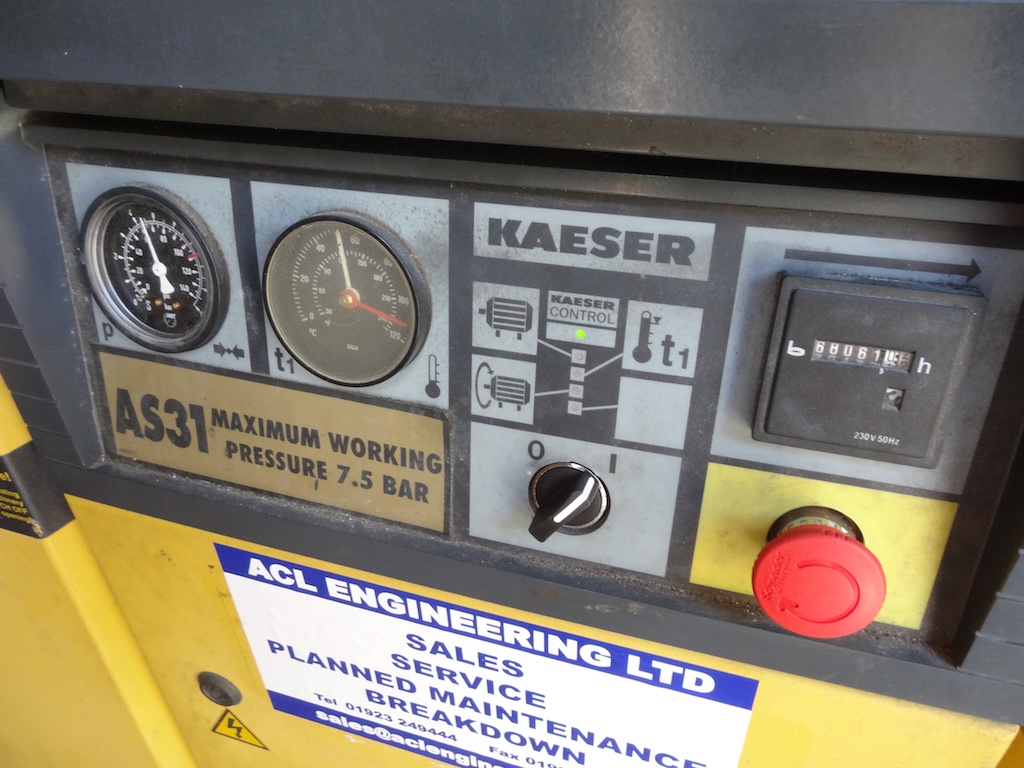 KAESER
KAESER
CONTROL
p
t1
t1
AS31 MAXIMUM WORKING
PRESSURE 7.5 BAR
O I
h
230V 50Hz
ACL ENGINEERING LTD
SALES
SERVICE
PLANNED MAINTENANCE
BREAKDOWN
Tel 01923 249444 Fax